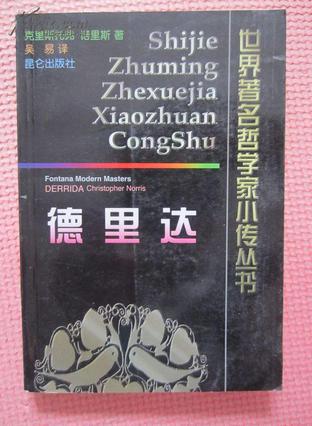 克里斯托弗·诺里斯 著
吴易译
昆仑出版社
Shijie
Zhuming
Zhexuejia
Xiaozhuan
CongShu
世界著名哲学家小传丛书
Fontana Modern Masters
DERRIDA Christopher Norris
德里达